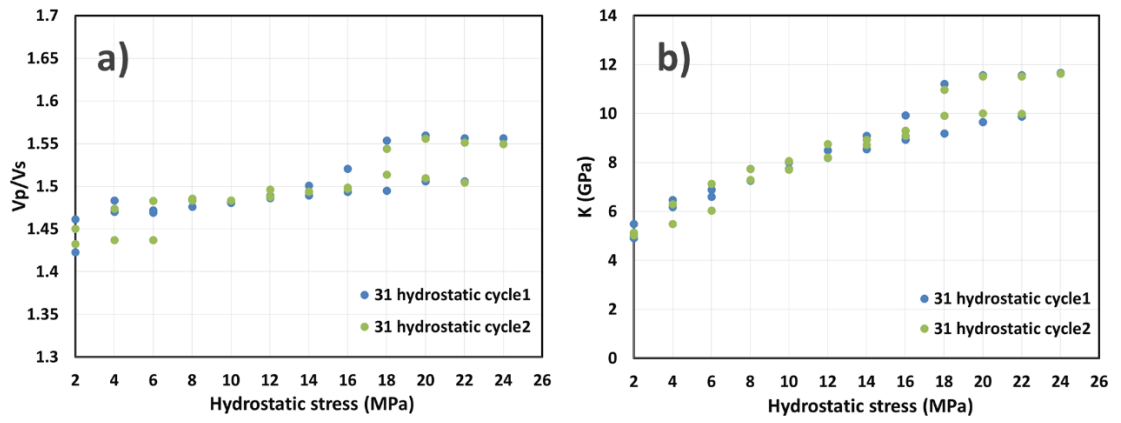 a)
Vp/Vs
1.7
1.65
1.6
1.55
1.5
1.45
1.4
1.35
1.3
31 hydrostatic cycle1
31 hydrostatic cycle2
2 4 6 8 10 12 14 16 18 20 22 24 26
Hydrostatic stress (MPa)
b)
K (GPa)
14
12
10
8
6
4
2
0
31 hydrostatic cycle1
31 hydrostatic cycle2
2 4 6 8 10 12 14 16 18 20 22 24 26
Hydrostatic stress (MPa)